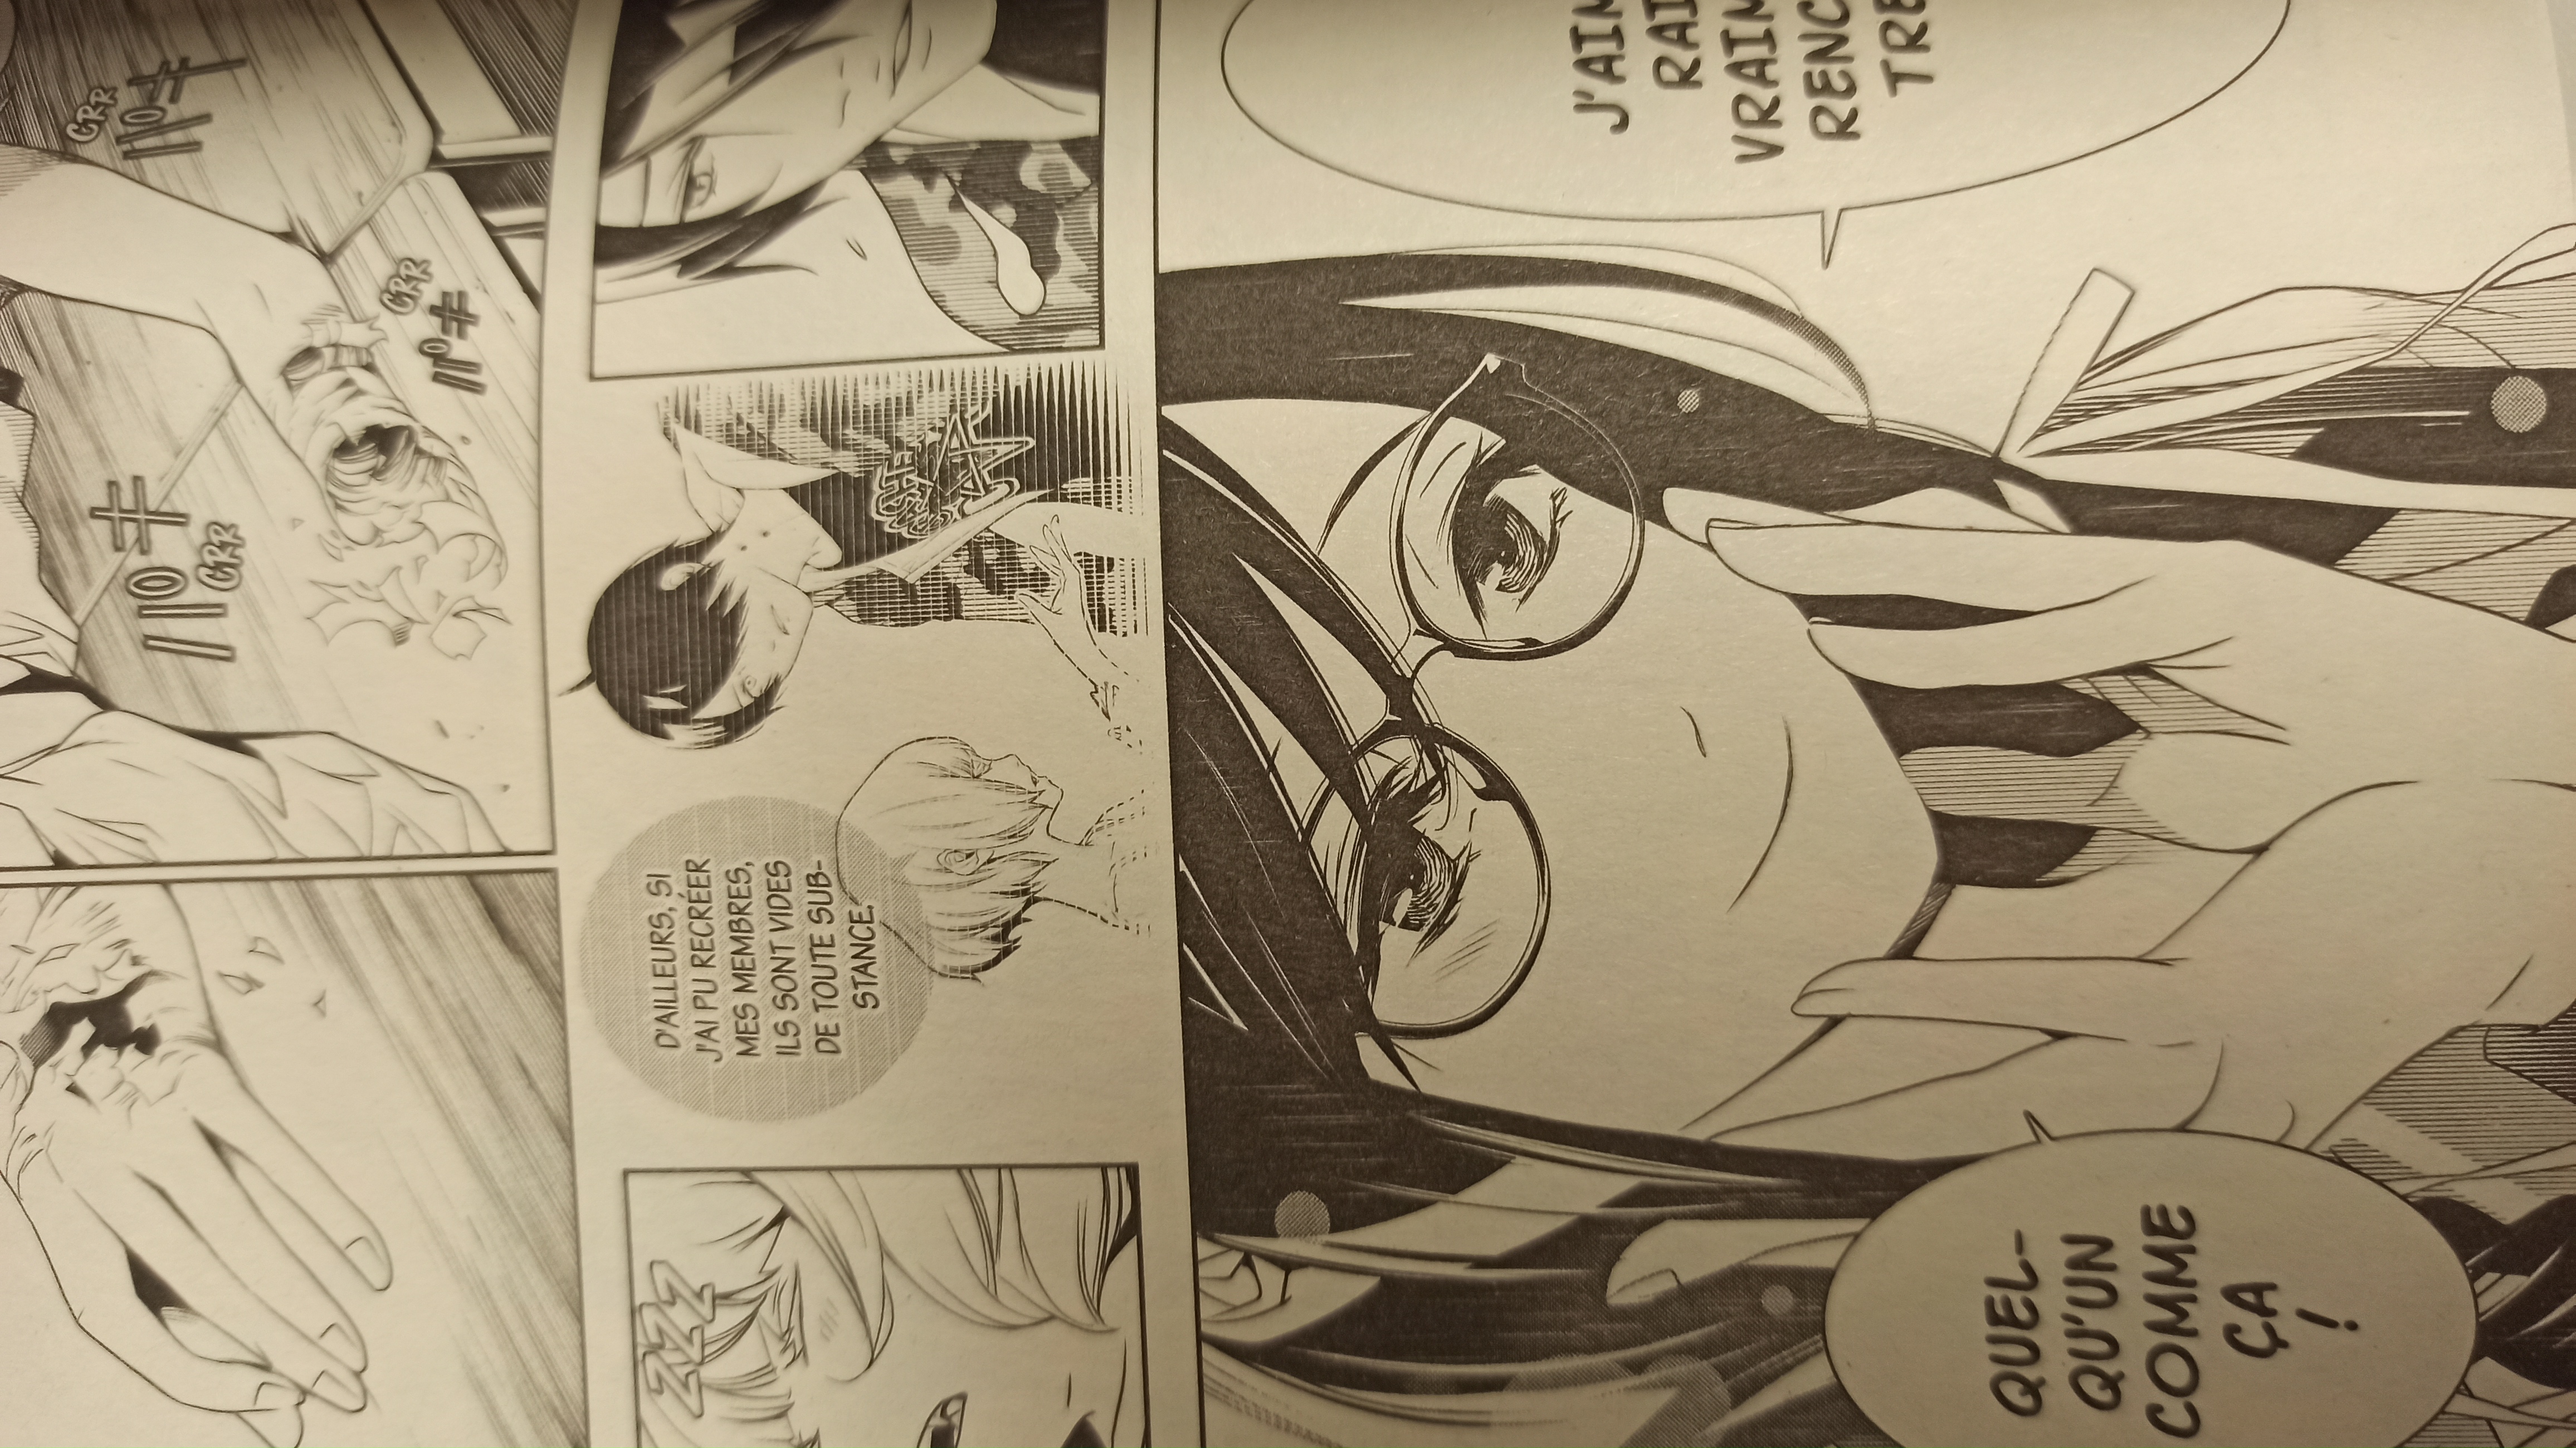 CRR
パキ
パキ
CRR
CRR
パキ
ZZZ
D'AILLEURS, SI
J'AI PU RECRÉER
MES MEMBRES,
ILS SONT VIDES
DE TOUTE SUB-
STANCE.
J'AIM
RAI
VRAIM
RENC
TRE
QUEL-
QU'UN
COMME
ÇA
!